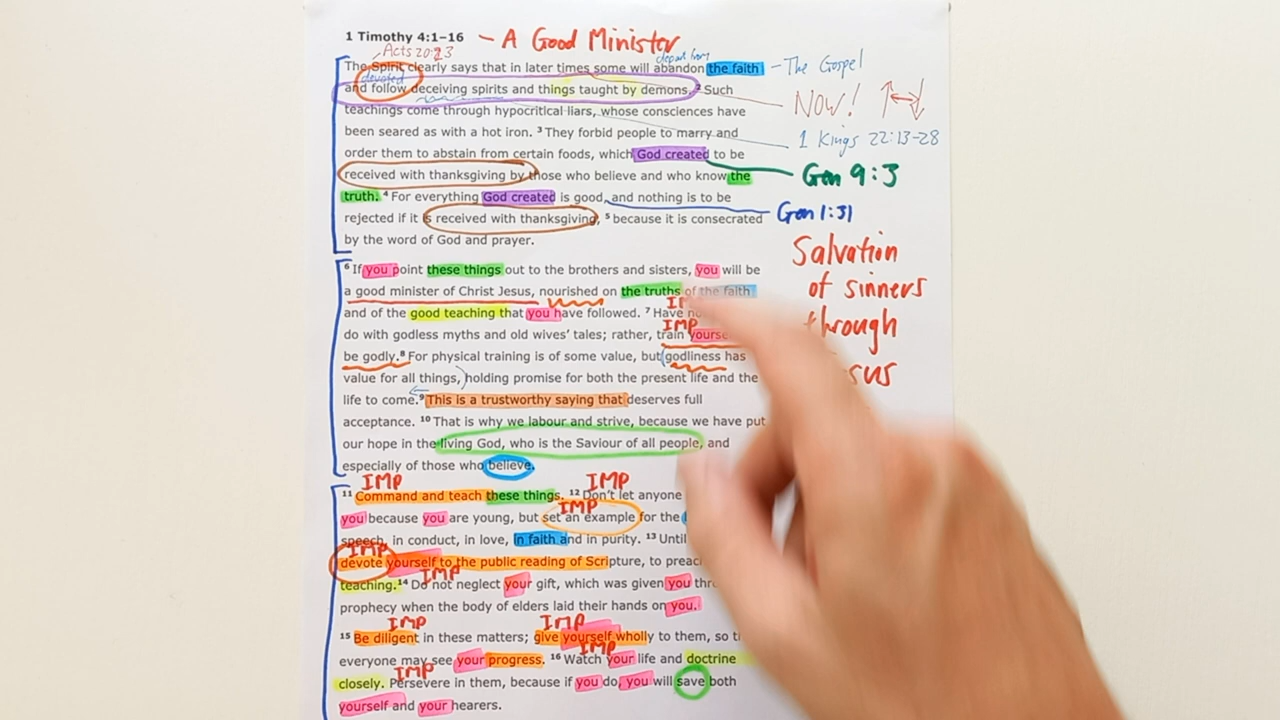 1 Timothy 4:1–16 - A Good Minister
Acts 20:23
depart from
The Spirit clearly says that in later times some will abandon the faith - The Gospel
devoted
and follow deceiving spirits and things taught by demons. ² Such
NOW!
teachings come through hypocritical liars, whose consciences have
been seared as with a hot iron. ³ They forbid people to marry and
1 Kings 22:13-28
order them to abstain from certain foods, which God created to be
received with thanksgiving by those who believe and who know the
Gen 9:3
truth. ⁴ For everything God created is good, and nothing is to be
Gen 1:31
rejected if it is received with thanksgiving, ⁵ because it is consecrated
by the word of God and prayer.
Salvation
of sinners
through
⁶ If you point these things out to the brothers and sisters, you will be
a good minister of Christ Jesus, nourished on the truths of the faith
IMP
and of the good teaching that you have followed. ⁷ Have
IMP
do with godless myths and old wives' tales; rather, train
be godly. ⁸ For physical training is of some value, but godliness has
value for all things, holding promise for both the present life and the
life to come. ⁹ This is a trustworthy saying that deserves full
acceptance. ¹⁰ That is why we labour and strive, because we have put
our hope in the living God, who is the Saviour of all people, and
especially of those who believe.
IMP IMP
¹¹ Command and teach these things. ¹² Don't let anyone
IMP
you because you are young, but set an example for the
speech, in conduct, in love, in faith and in purity. ¹³ Until
IMP
devote yourself to the public reading of Scripture, to
IMP
teaching. ¹⁴ Do not neglect your gift, which was given you
prophecy when the body of elders laid their hands on you.
IMP IMP
¹⁵ Be diligent in these matters; give yourself wholly to them, so
IMP
everyone may see your progress. ¹⁶ Watch your life and doctrine
IMP
closely. Persevere in them, because if you do, you will save both
yourself and your hearers.